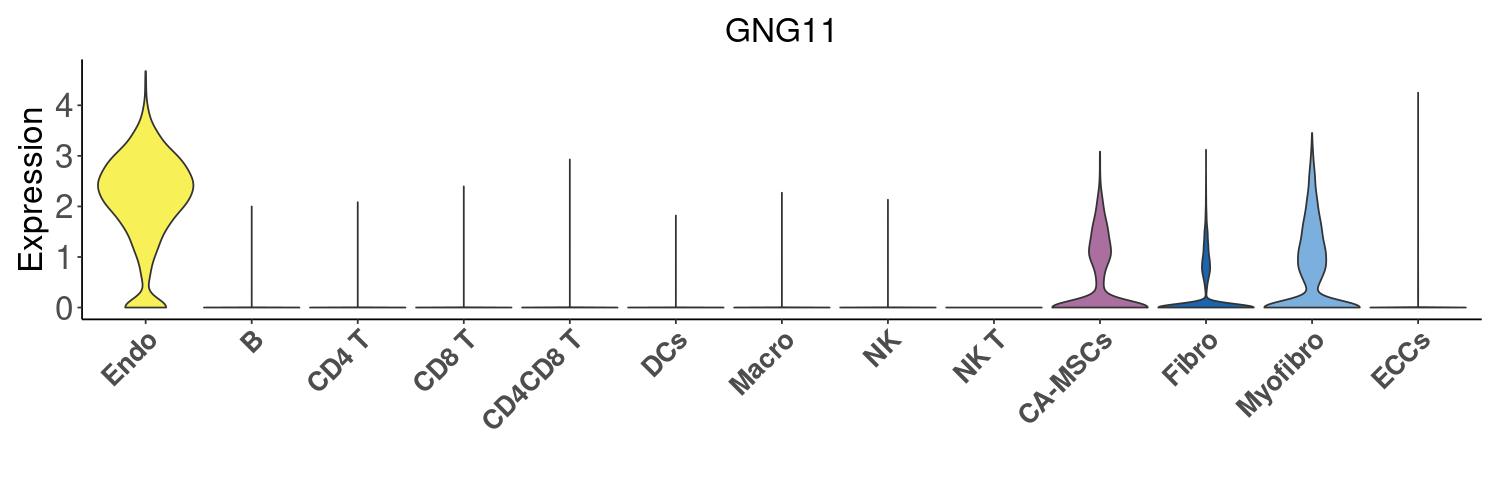 GNG11
Expression
4
3
2
1
0
Endo
B
CD4 T
CD8 T
CD4CD8 T
DCs
Macro
NK
NK T
CA-MSCs
Fibro
Myofibro
ECCs